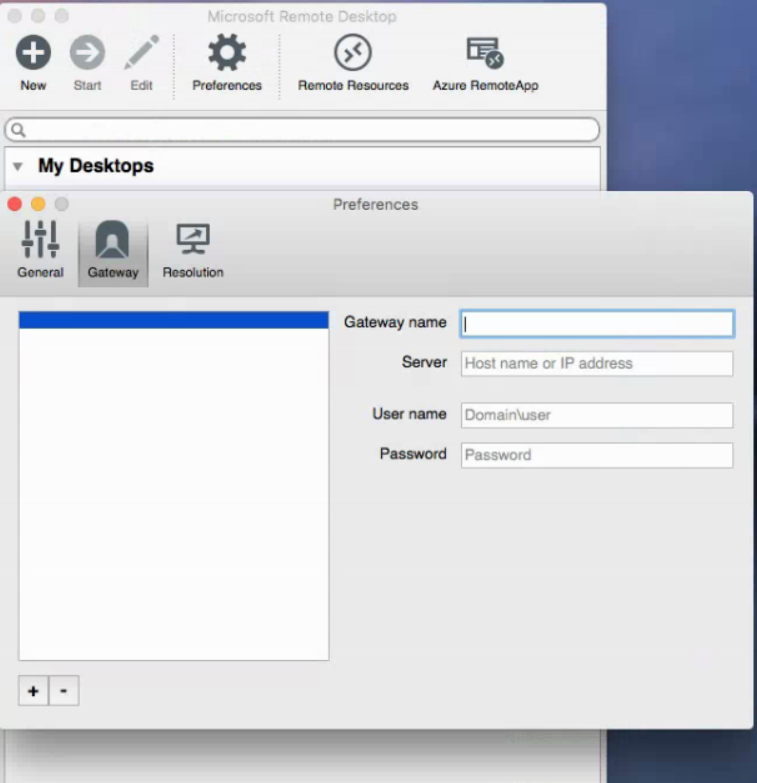 Microsoft Remote Desktop
New Start Edit Preferences Remote Resources Azure RemoteApp
My Desktops
Preferences
General Gateway Resolution
Gateway name
Server Host name or IP address
User name Domain\user
Password Password
+ -